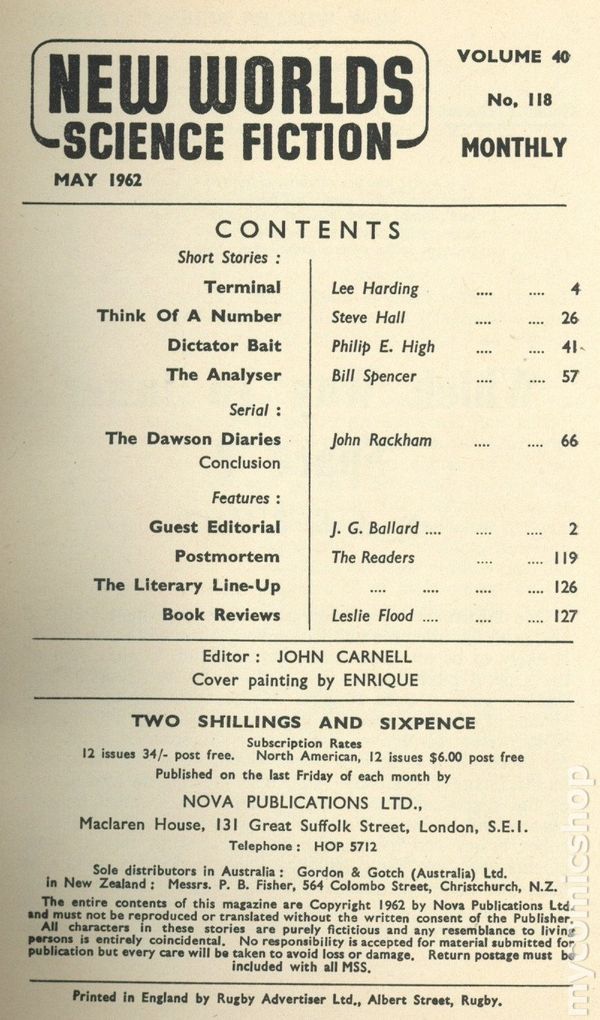 NEW WORLDS
SCIENCE FICTION
MAY 1962
VOLUME 40
No, 118
MONTHLY
CONTENTS
Short Stories :
Terminal Lee Harding .... .... 4
Think Of A Number Steve Hall .... .... 26
Dictator Bait Philip E. High .... .... 41
The Analyser Bill Spencer .... .... 57
Serial :
The Dawson Diaries John Rackham .... .... 66
Conclusion
Features :
Guest Editorial J. G. Ballard .... .... .... 2
Postmortem The Readers .... .... 119
The Literary Line-Up .... .... .... 126
Book Reviews Leslie Flood .... .... .... 127
Editor : JOHN CARNELL
Cover painting by ENRIQUE
TWO SHILLINGS AND SIXPENCE
Subscription Rates
12 issues 34/- post free. North American, 12 issues $6.00 post free
Published on the last Friday of each month by
NOVA PUBLICATIONS LTD.,
Maclaren House, 131 Great Suffolk Street, London, S.E.1.
Telephone : HOP 5712
Sole distributors in Australia : Gordon & Gotch (Australia) Ltd.
in New Zealand : Messrs. P. B. Fisher, 564 Colombo Street, Christchurch, N.Z.
The entire contents of this magazine are Copyright 1962 by Nova Publications Ltd.
and must not be reproduced or translated without the written consent of the Publisher.
All characters in these stories are purely fictitious and any resemblance to living
persons is entirely coincidental. No responsibility is accepted for material submitted for
publication but every care will be taken to avoid loss or damage. Return postage must be
included with all MSS.
Printed in England by Rugby Advertiser Ltd., Albert Street, Rugby.
mycomicshop